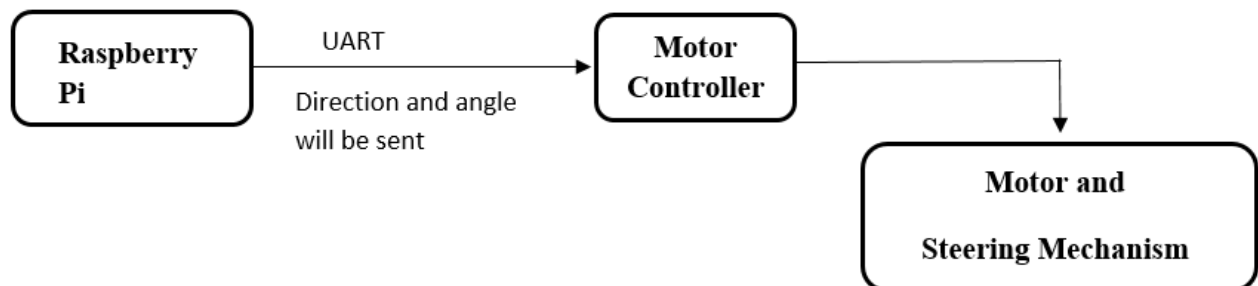 Raspberry
Pi
UART
Direction and angle
will be sent
Motor
Controller
Motor and
Steering Mechanism